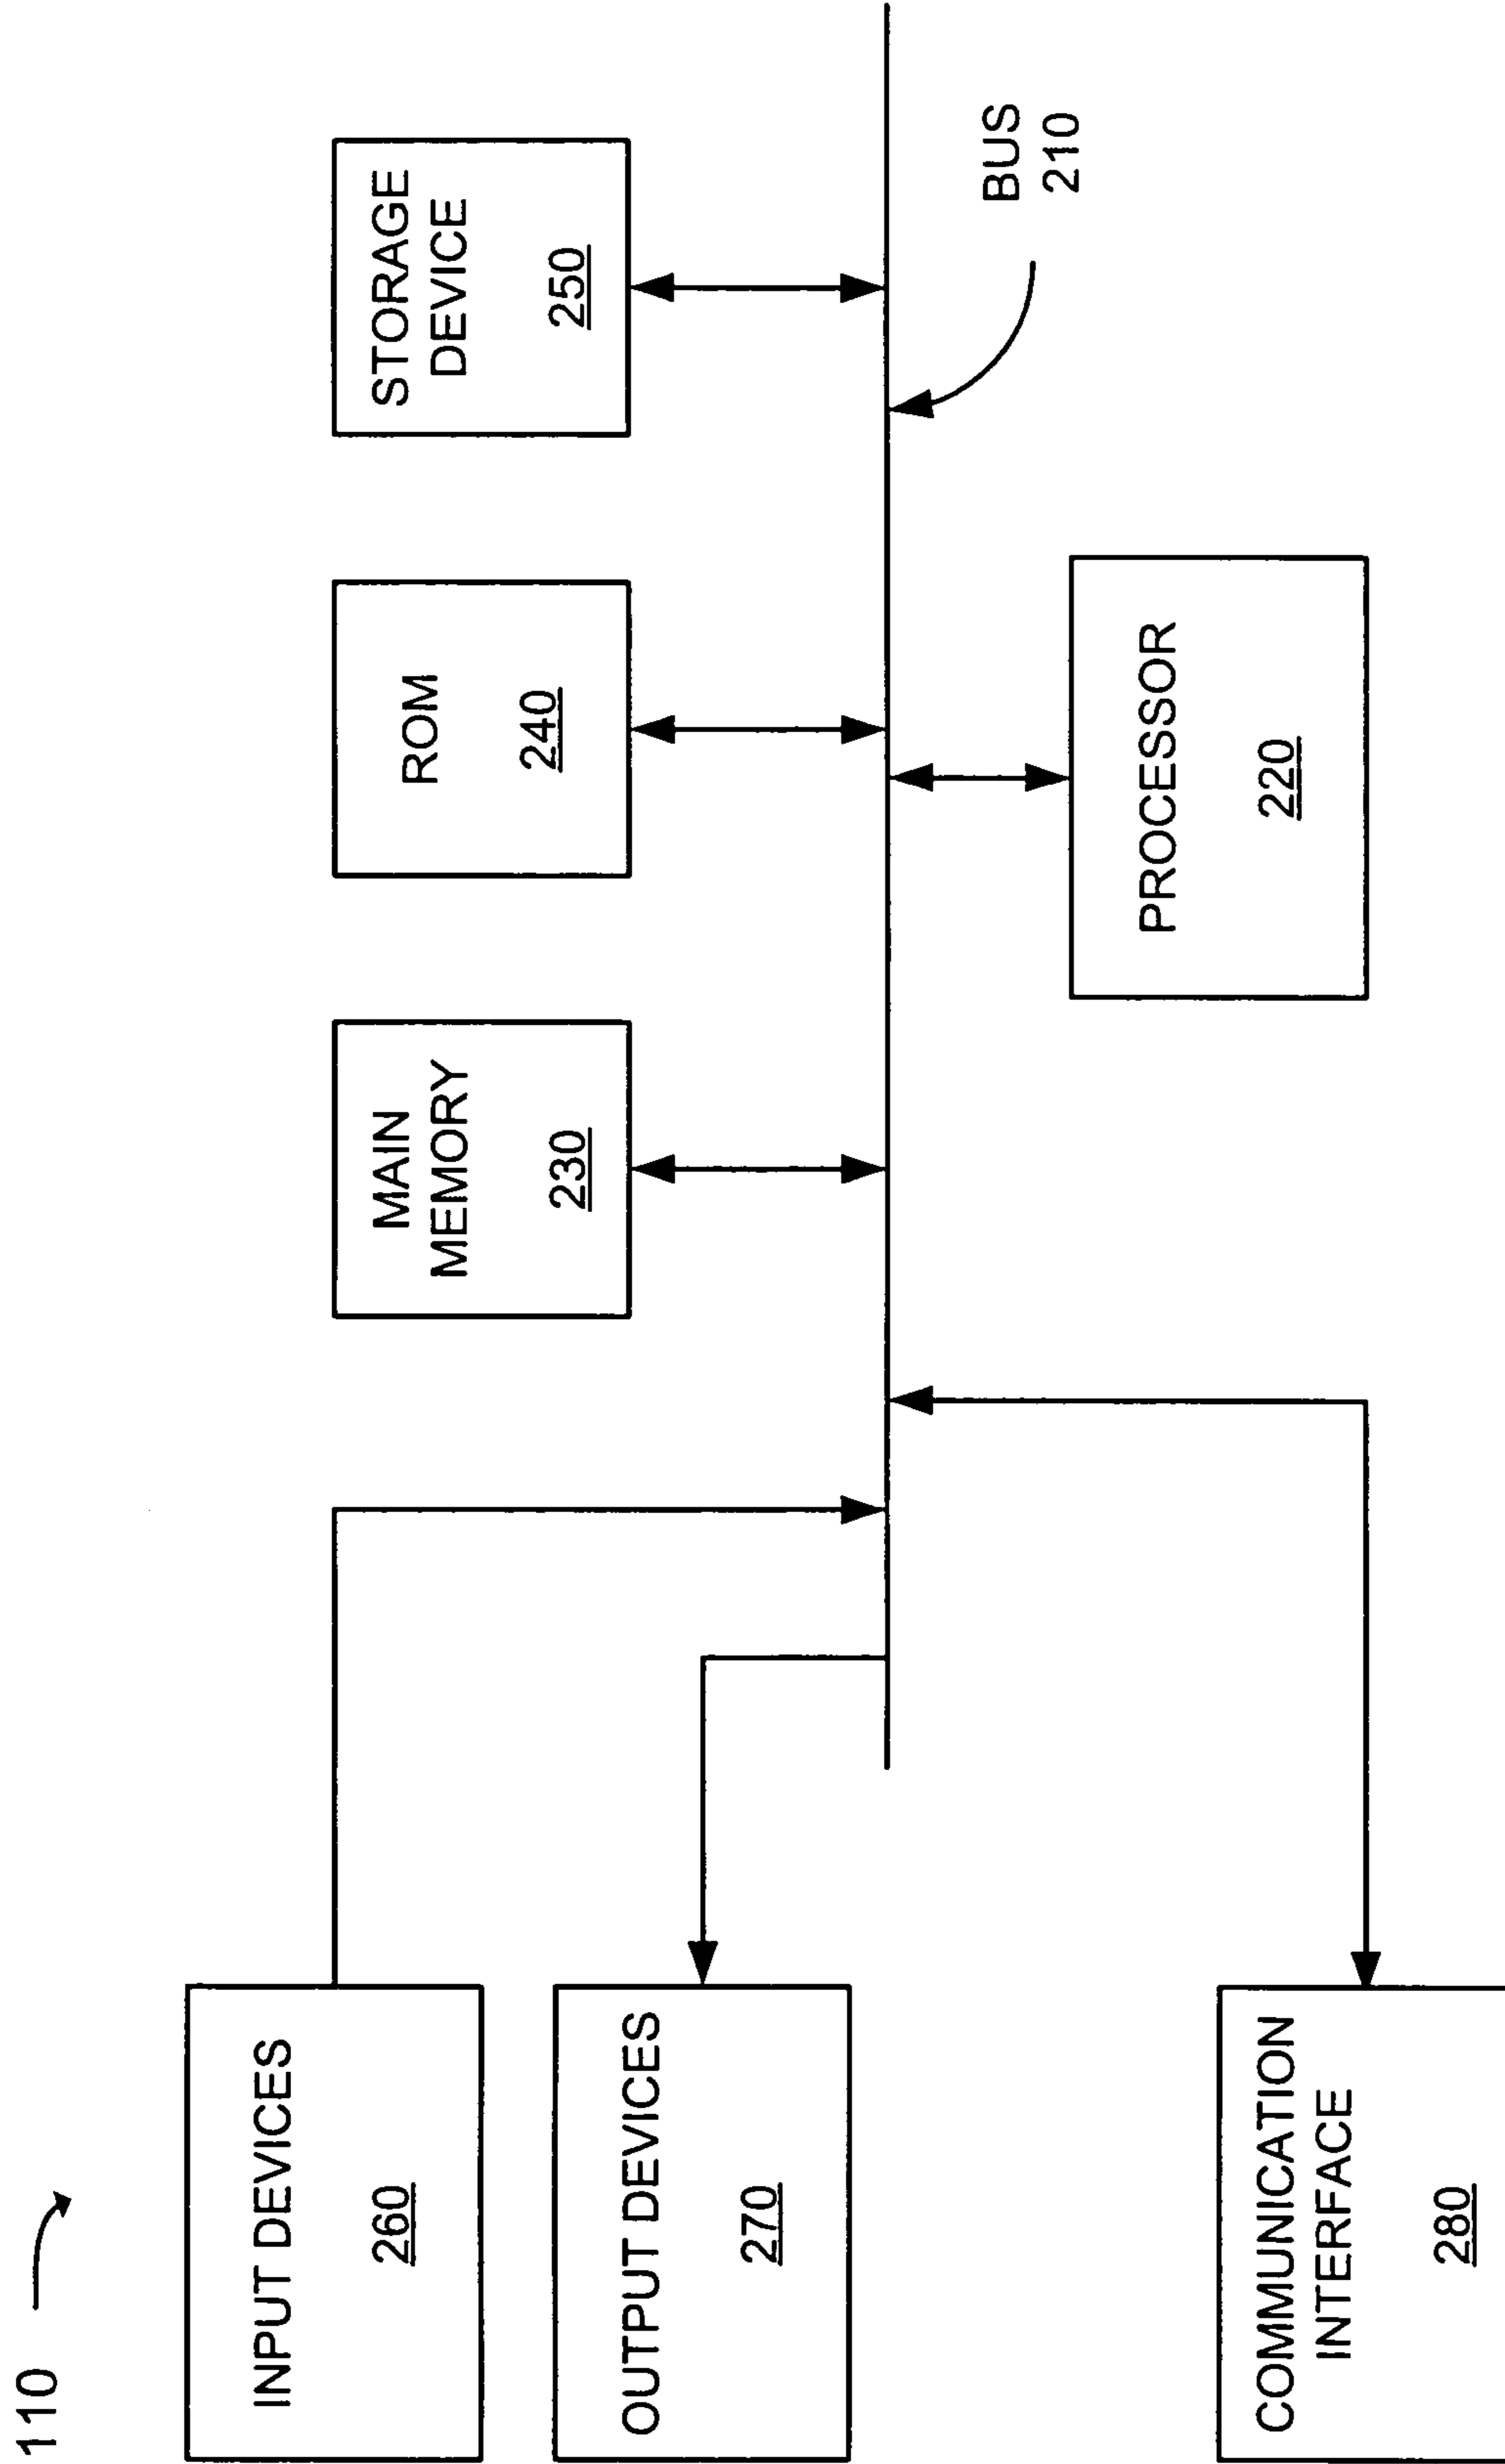 110
INPUT DEVICES
260
OUTPUT DEVICES
270
COMMUNICATION
INTERFACE
280
MAIN
MEMORY
230
ROM
240
STORAGE
DEVICE
250
PROCESSOR
220
BUS
210